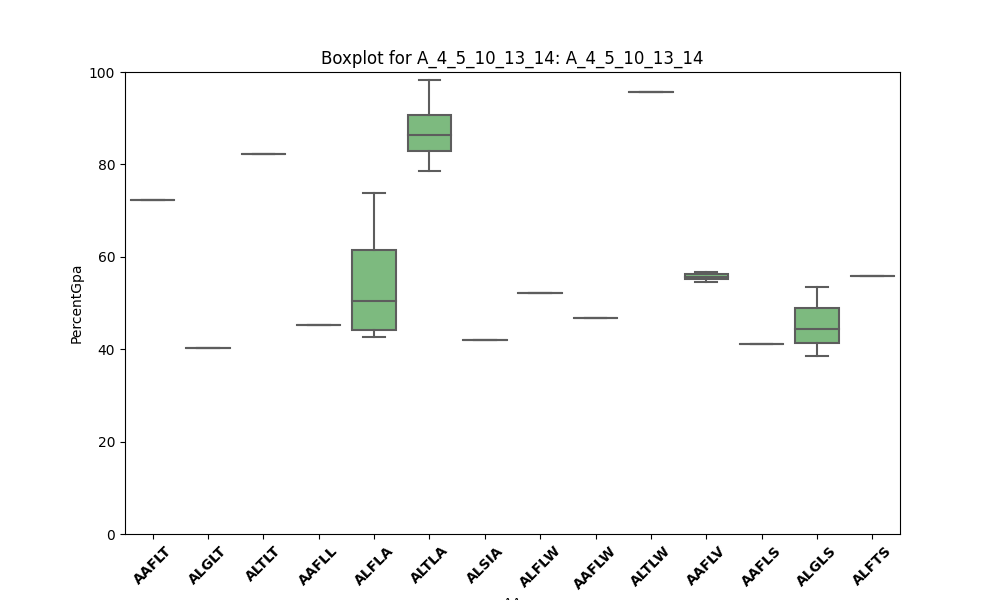 Boxplot for A_4_5_10_13_14: A_4_5_10_13_14
100
80
60
40
20
0
PercentGpa
AAFLT
ALGLT
ALTLT
AAFLL
ALFLA
ALTLA
ALSIA
ALFLW
AAFLW
ALTLW
AAFLV
AAFLS
ALGLS
ALFTS